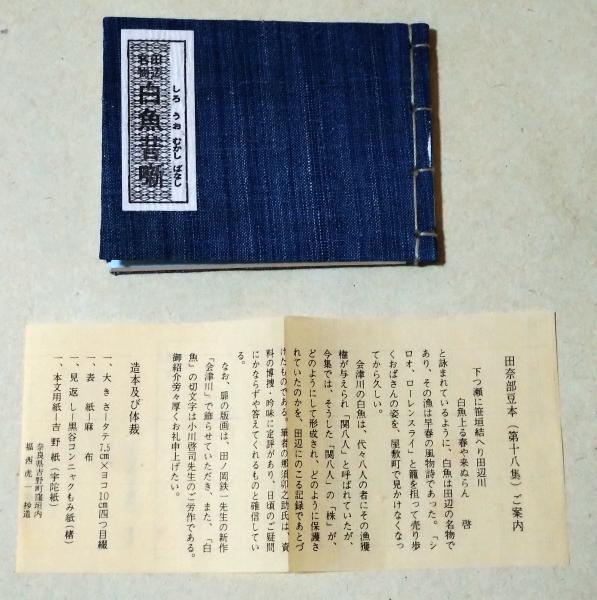 田辺
名物
白魚昔噺
しろ うお むかし ばなし
田奈部豆本（第十八集）ご案内
下つ瀬に笹垣結へり田辺川
白魚上る春や来ぬらん　啓
と詠まれているように、白魚は田辺の名物で
あり、その漁は早春の風物詩であった。「シ
ロオ、ローレンスライ」と籠を担って売り歩
くおばさんの姿を、屋敷町で見かけなくなっ
てから久しい。
会津川の白魚は、代々八人の者にその漁獲
権が与えられ「関八人」と呼ばれていたが、
今集では、そうした「関八人」の「株」が、
どのようにして形成され、どのように保護さ
れていたのかを、田辺にのこる記録であとづ
けたものである。筆者の那須卯之助氏は、資
料の博捜・吟味に定評があり、日頃のご疑問
にかならずや答えてくれるものと確信してい
る。
なお、扉の版画は、田ノ岡鉄一先生の新作
「会津川」で飾らせていただき、また、「白
魚」の切文字は小川啓司先生のご労作である。
御紹介旁々厚くお礼申上げたい。
造本及び体裁
一、大きさ―タテ7.5cm×ヨコ10cm四つ目綴
一、表　紙―麻　布
一、見返し―黒谷コンニャクもみ紙（楮）
一、本文用紙―吉野紙（宇陀紙）
奈良県吉野町窪垣内
福西虎一　抄造